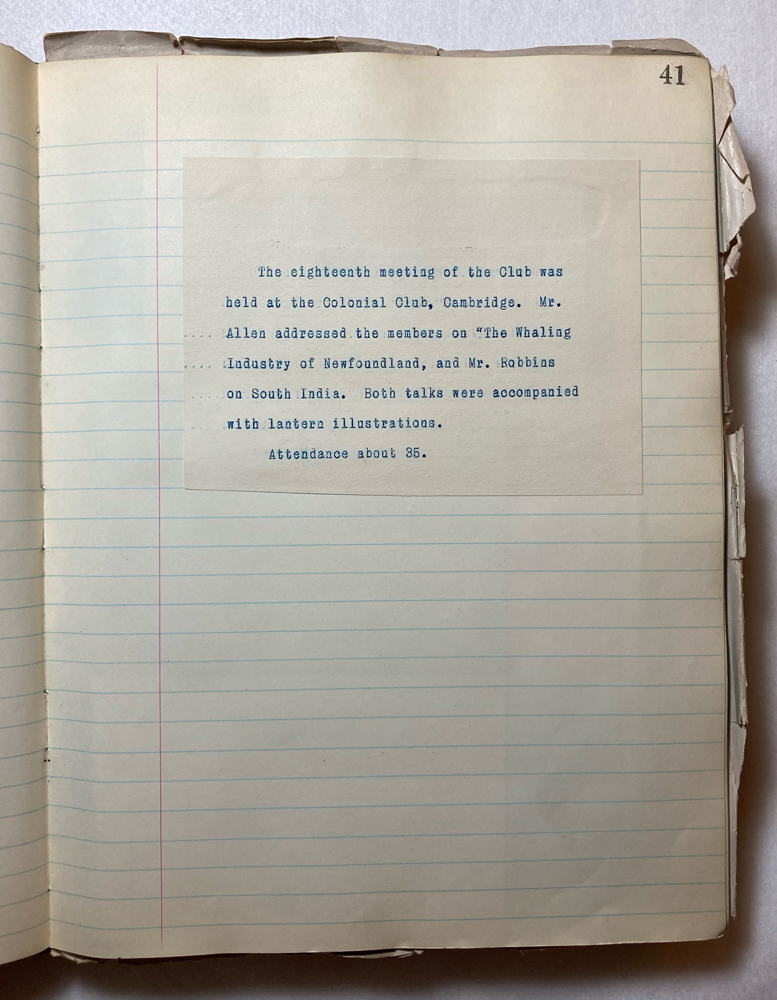 41
The eighteenth meeting of the Club was
held at the Colonial Club, Cambridge. Mr.
Allen addressed the members on "The Whaling
Industry of Newfoundland, and Mr. Robbins
on South India. Both talks were accompanied
with lantern illustrations.
Attendance about 35.